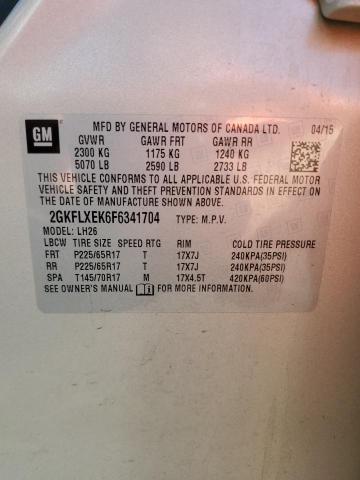 GM
MFD BY GENERAL MOTORS OF CANADA LTD. 04/15
GVWR GAWR FRT GAWR RR
2300 KG 1175 KG 1240 KG
5070 LB 2590 LB 2733 LB
THIS VEHICLE CONFORMS TO ALL APPLICABLE U.S. FEDERAL MOTOR
VEHICLE SAFETY AND THEFT PREVENTION STANDARDS IN EFFECT ON
THE DATE OF MANUFACTURE SHOWN ABOVE.
2GKFLXEK6F6341704 TYPE: M.P.V.
MODEL: LH26
LBCW TIRE SIZE SPEED RTG RIM COLD TIRE PRESSURE
FRT P225/65R17 T 17X7J 240KPA(35PSI)
RR P225/65R17 T 17X7J 240KPA(35PSI)
SPA T145/70R17 M 17X4.5T 420KPA(60PSI)
SEE OWNER'S MANUAL FOR MORE INFORMATION.